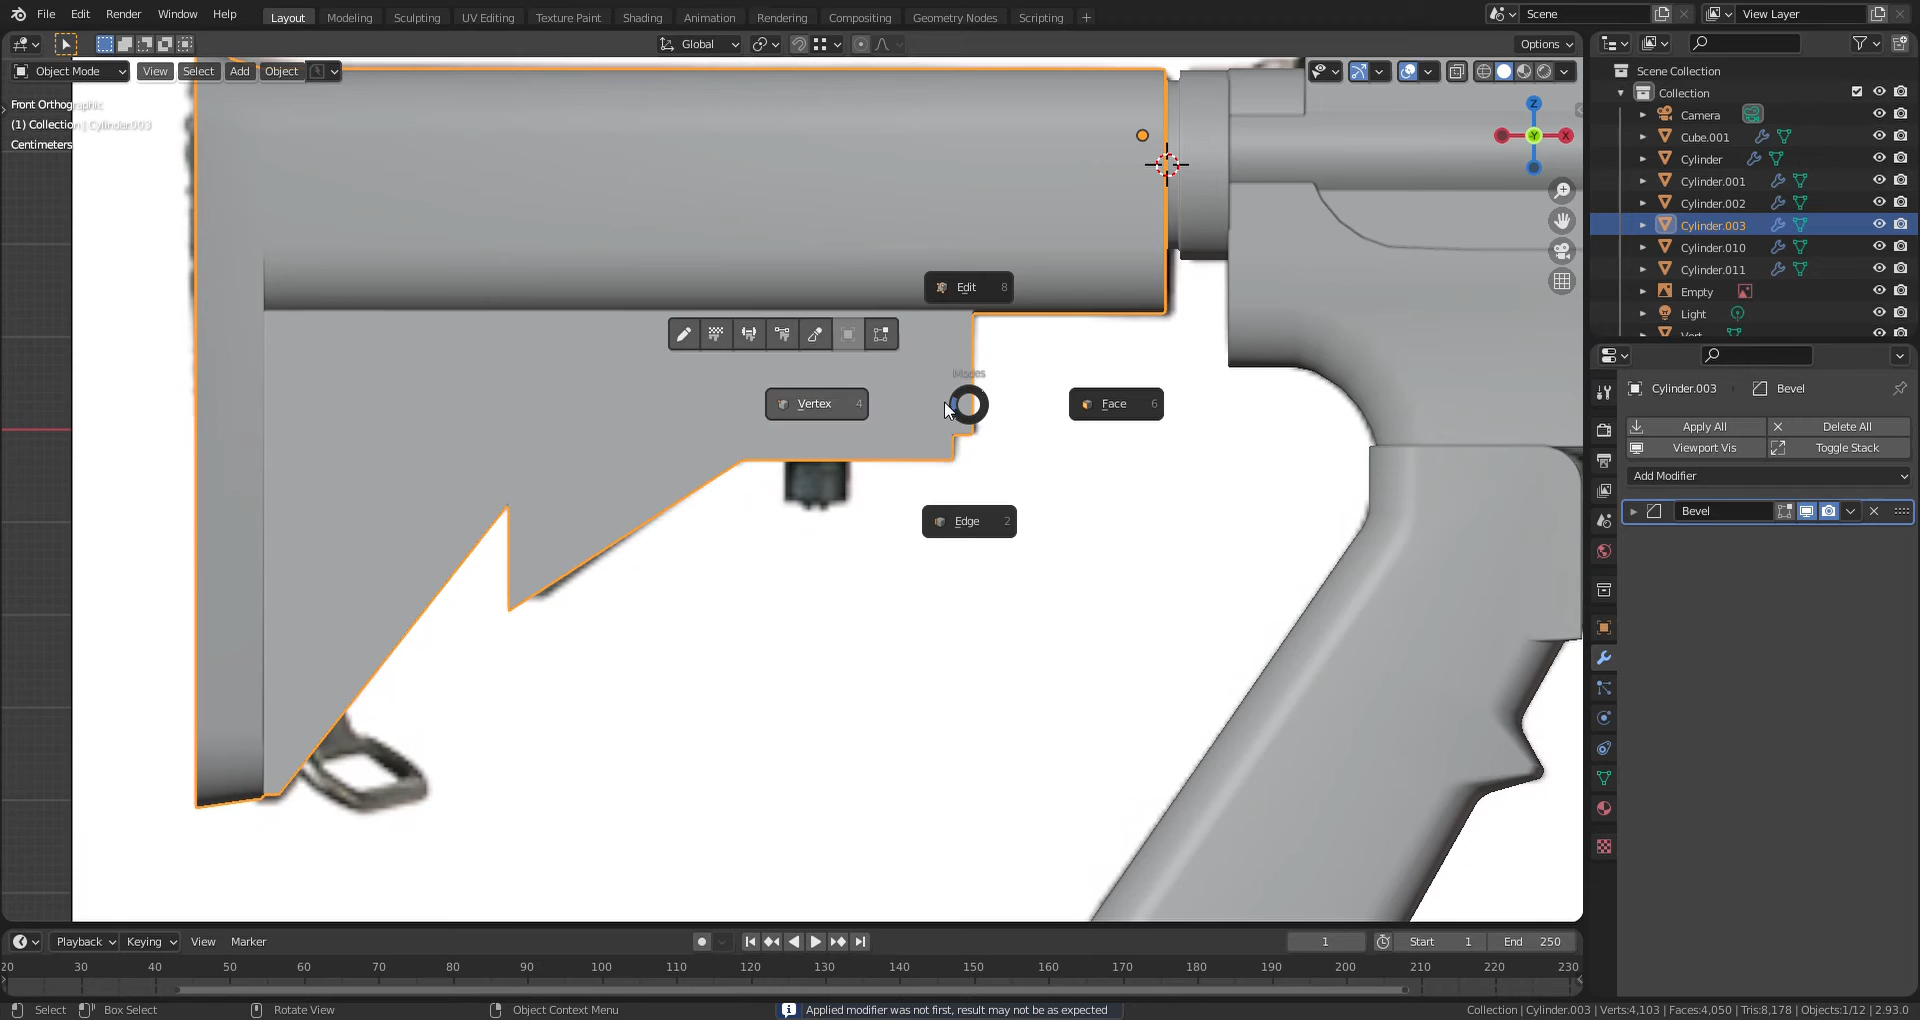 File Edit Render Window Help Layout Modeling Sculpting UV Editing Texture Paint Shading Animation Rendering Compositing Geometry Nodes Scripting + Scene View Layer
Global Options
Object Mode View Select Add Object
Front Orthographic
(1) Collection | Cylinder.003
Centimeters
Z
X
Y
Edit 8
Modes
Vertex 4
Face 6
Edge 2
Scene Collection
Collection
Camera
Cube.001
Cylinder
Cylinder.001
Cylinder.002
Cylinder.003
Cylinder.010
Cylinder.011
Empty
Light
Vert
Cylinder.003 Bevel
Apply All Delete All
Viewport Vis Toggle Stack
Add Modifier
Bevel
Playback Keying View Marker 1 Start 1 End 250
20 30 40 50 60 70 80 90 100 110 120 130 140 150 160 170 180 190 200 210 220 230
Select Box Select Rotate View Object Context Menu Applied modifier was not first, result may not be as expected Collection | Cylinder.003 | Verts:4,103 | Faces:4,050 | Tris:8,178 | Objects:1/12 | 2.93.0